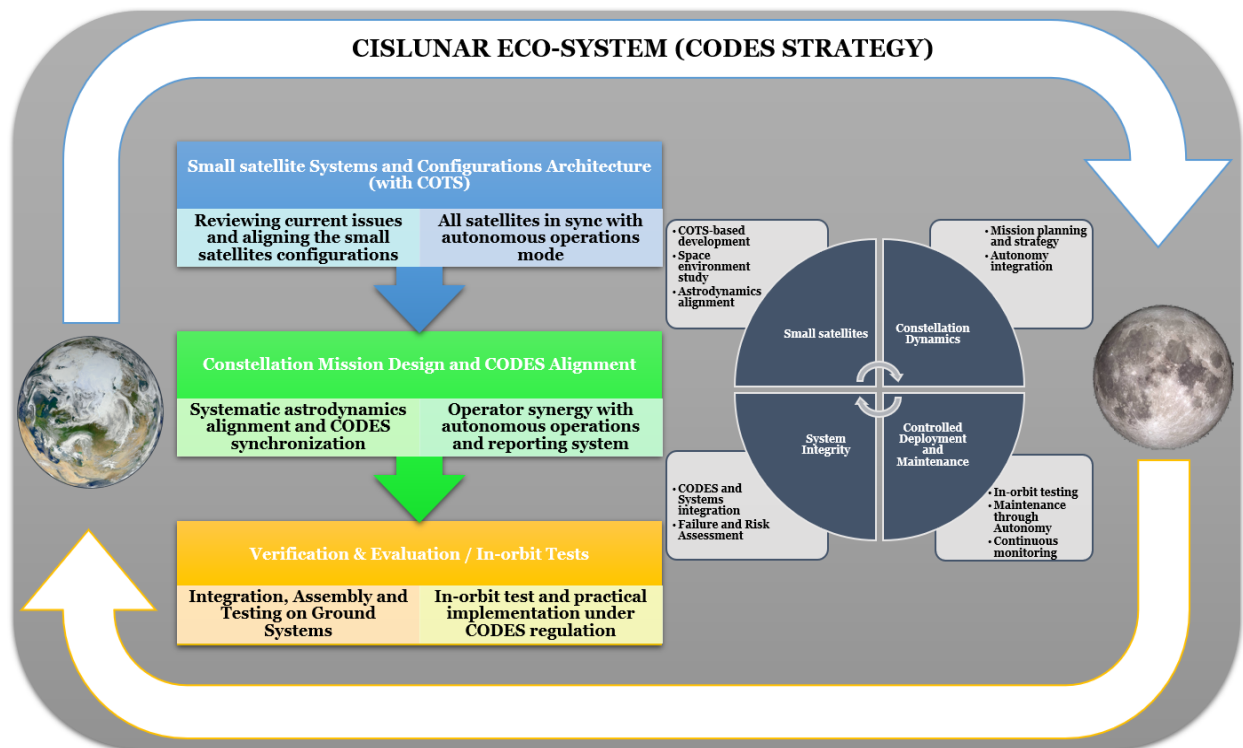 CISLUNAR ECO-SYSTEM (CODES STRATEGY)
Small satellite Systems and Configurations Architecture
(with COTS)
Reviewing current issues
and aligning the small
satellites configurations
All satellites in sync with
autonomous operations
mode
Constellation Mission Design and CODES Alignment
Systematic astrodynamics
alignment and CODES
synchronization
Operator synergy with
autonomous operations
and reporting system
Verification & Evaluation / In-orbit Tests
Integration, Assembly and
Testing on Ground
Systems
In-orbit test and practical
implementation under
CODES regulation
• COTS-based
development
• Space
environment
study
• Astrodynamics
alignment
• Mission planning
and strategy
• Autonomy
integration
Small satellites
Constellation
Dynamics
System
Integrity
Controlled
Deployment
and
Maintenance
• CODES and
Systems
integration
• Failure and Risk
Assessment
• In-orbit testing
• Maintenance
through
Autonomy
• Continuous
monitoring